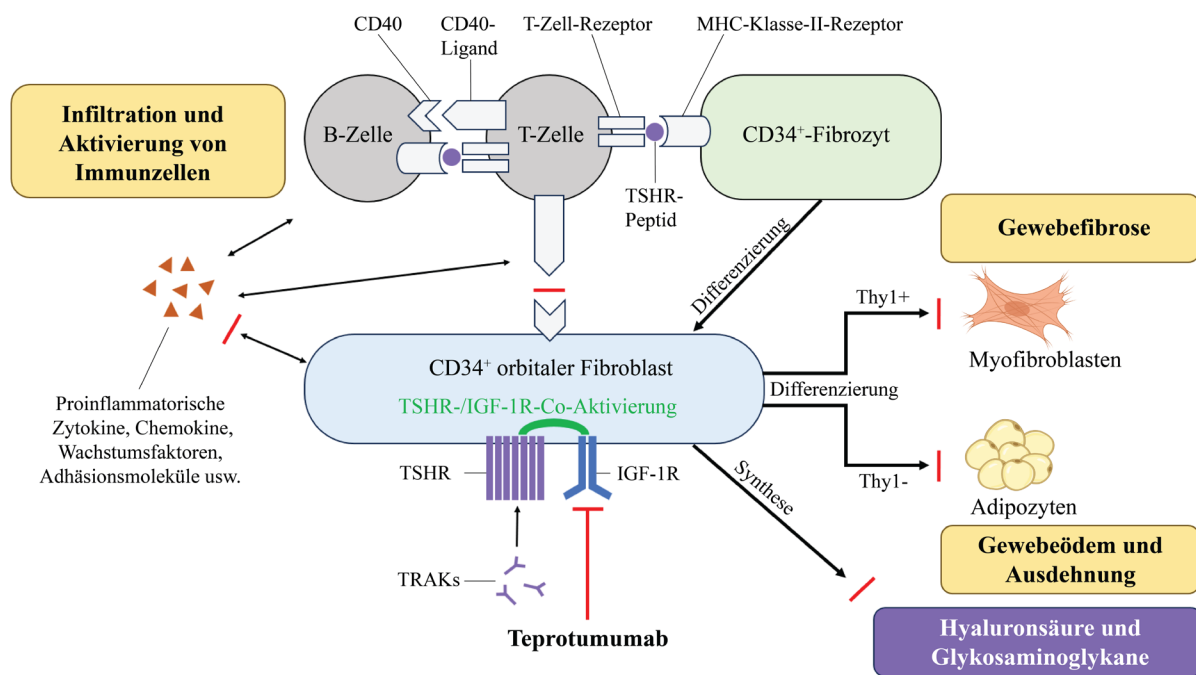 CD40
CD40-
Ligand
T-Zell-Rezeptor
MHC-Klasse-II-Rezeptor
Infiltration und
Aktivierung von
Immunzellen
B-Zelle
T-Zelle
CD34⁺-Fibrozyt
TSHR-
Peptid
Differenzierung
Gewebefibrose
Thy1+
Myofibroblasten
CD34⁺ orbitaler Fibroblast
TSHR-/IGF-1R-Co-Aktivierung
Differenzierung
Proinflammatorische
Zytokine, Chemokine,
Wachstumsfaktoren,
Adhäsionsmoleküle usw.
TSHR
IGF-1R
Synthese
Thy1-
Adipozyten
TRAKs
Gewebeödem und
Ausdehnung
Teprotumumab
Hyaluronsäure und
Glykosaminoglykane